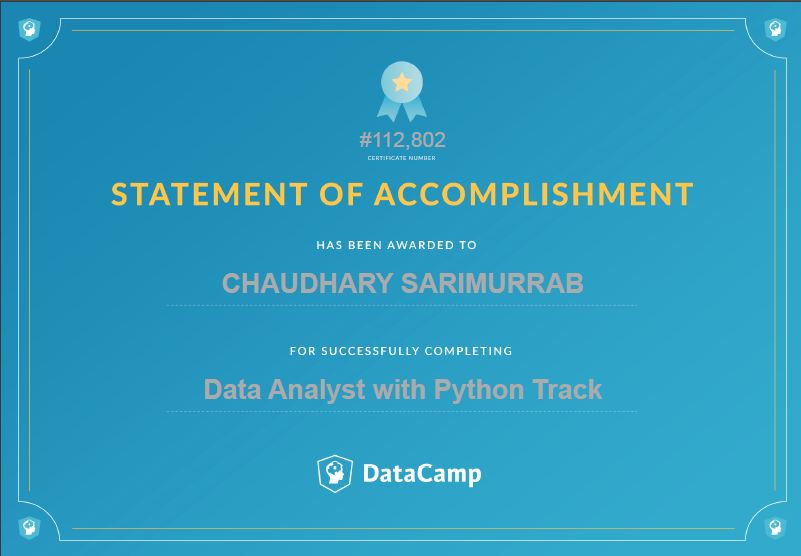 #112,802
CERTIFICATE NUMBER
STATEMENT OF ACCOMPLISHMENT
HAS BEEN AWARDED TO
CHAUDHARY SARIMURRAB
FOR SUCCESSFULLY COMPLETING
Data Analyst with Python Track
DataCamp